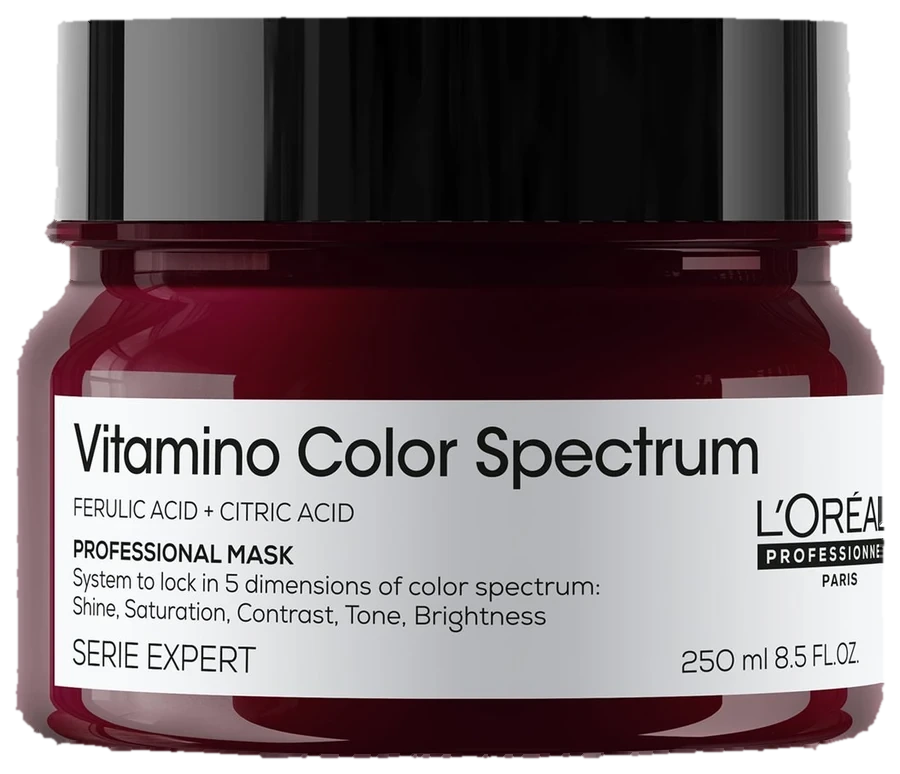 Vitamino Color Spectrum
FERULIC ACID + CITRIC ACID
PROFESSIONAL MASK
System to lock in 5 dimensions of color spectrum:
Shine, Saturation, Contrast, Tone, Brightness
SERIE EXPERT
L'ORÉAL
PROFESSIONNE
PARIS
250 ml 8.5 FL.OZ.